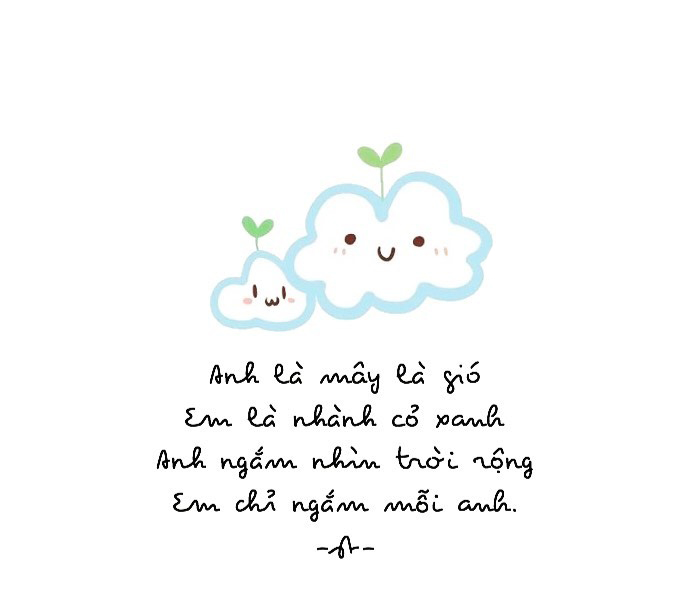 Anh là mây là gió
Em là nhành cỏ xanh
Anh ngắm nhìn trời rộng
Em chỉ ngắm mỗi anh.
-A-